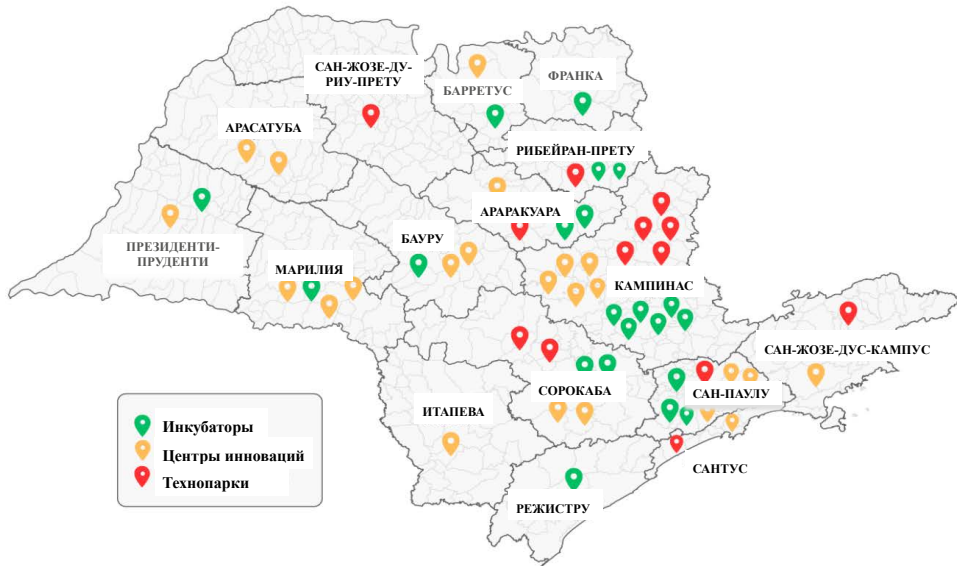 САН-ЖОЗЕ-ДУ-
РИУ-ПРЕТУ
БАРРЕТУС
ФРАНКА
АРАСАТУБА
РИБЕЙРАН-ПРЕТУ
АРАРАКУАРА
ПРЕЗИДЕНТИ-
ПРУДЕНТИ
БАУРУ
МАРИЛИЯ
КАМПИНАС
САН-ЖОЗЕ-ДУС-КАМПУС
СОРОКАБА
САН-ПАУЛУ
ИТАПЕВА
САНТУС
РЕЖИСТРУ
Инкубаторы
Центры инноваций
Технопарки